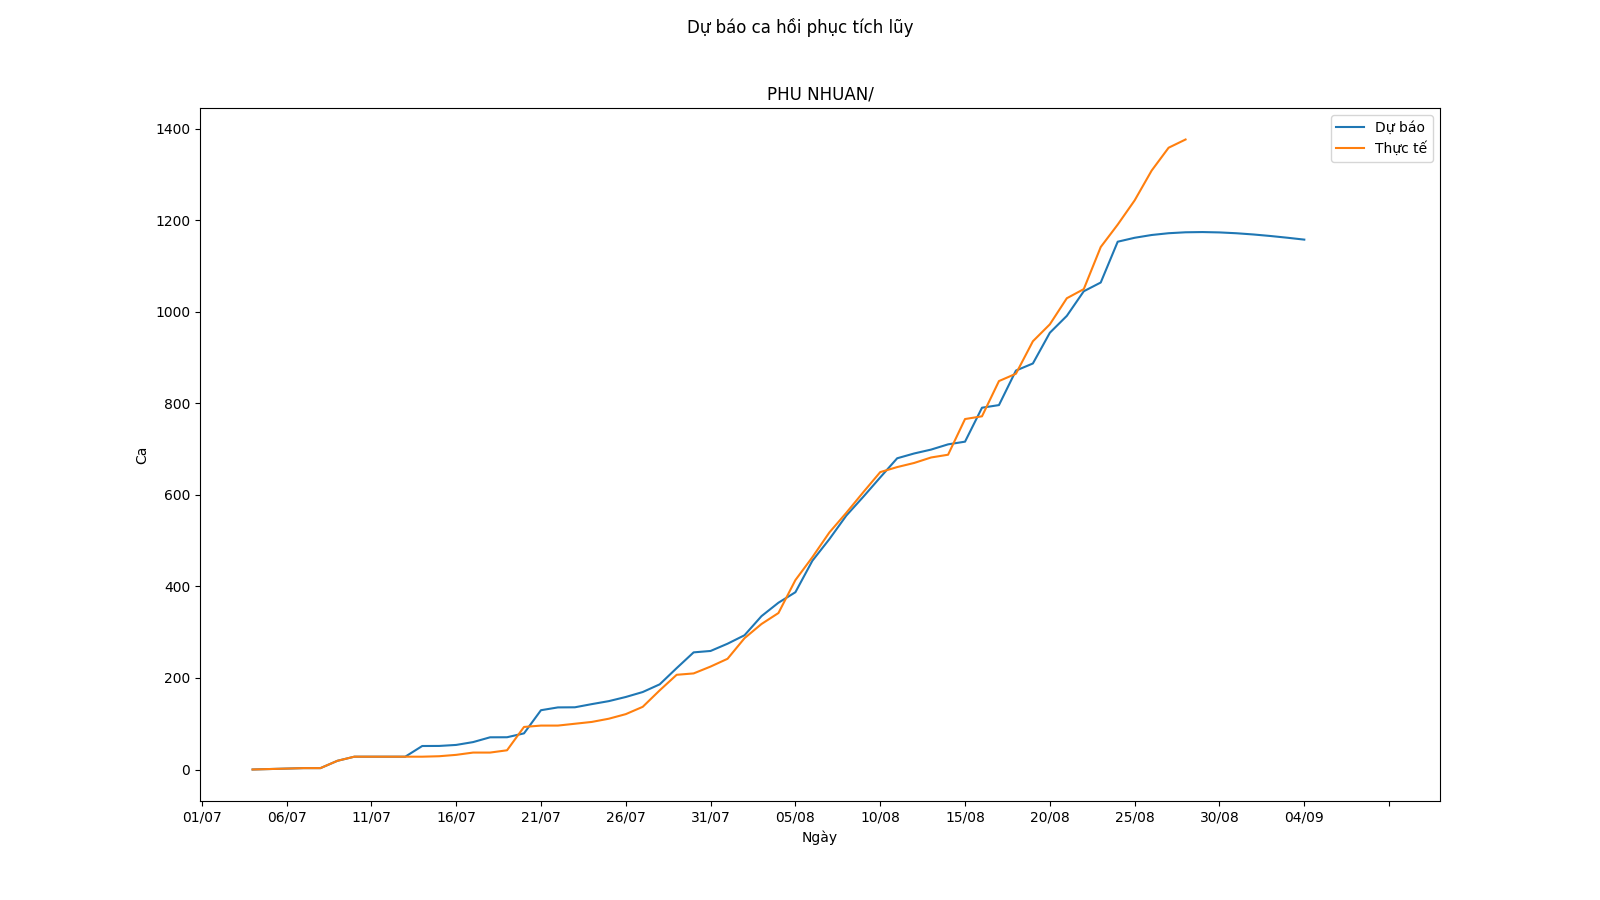 Dự báo ca hồi phục tích lũy
PHU NHUAN/
Dự báo
Thực tế
1400
1200
1000
800
600
400
200
0
Ca
01/07 06/07 11/07 16/07 21/07 26/07 31/07 05/08 10/08 15/08 20/08 25/08 30/08 04/09
Ngày